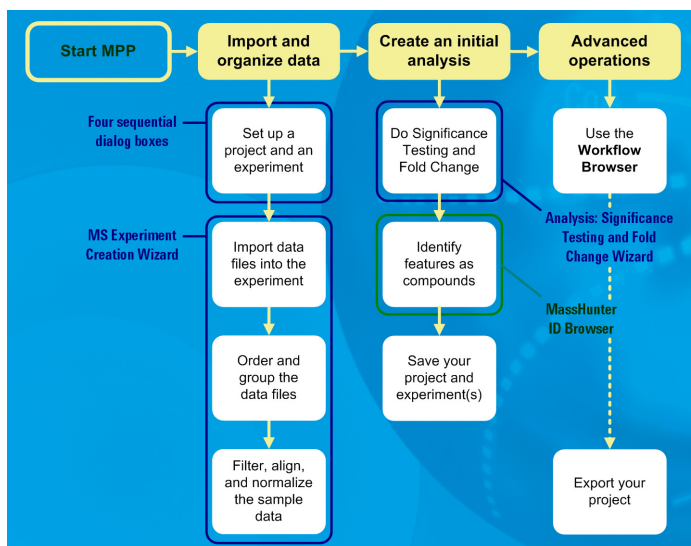 Start MPP
Import and
organize data
Create an initial
analysis
Advanced
operations
Four sequential
dialog boxes
Set up a
project and an
experiment
Do Significance
Testing and
Fold Change
Use the
Workflow
Browser
MS Experiment
Creation Wizard
Import data
files into the
experiment
Identify
features as
compounds
Analysis: Significance
Testing and Fold
Change Wizard
MassHunter
ID Browser
Order and
group the
data files
Save your
project and
experiment(s)
Filter, align,
and normalize
the sample
data
Export your
project